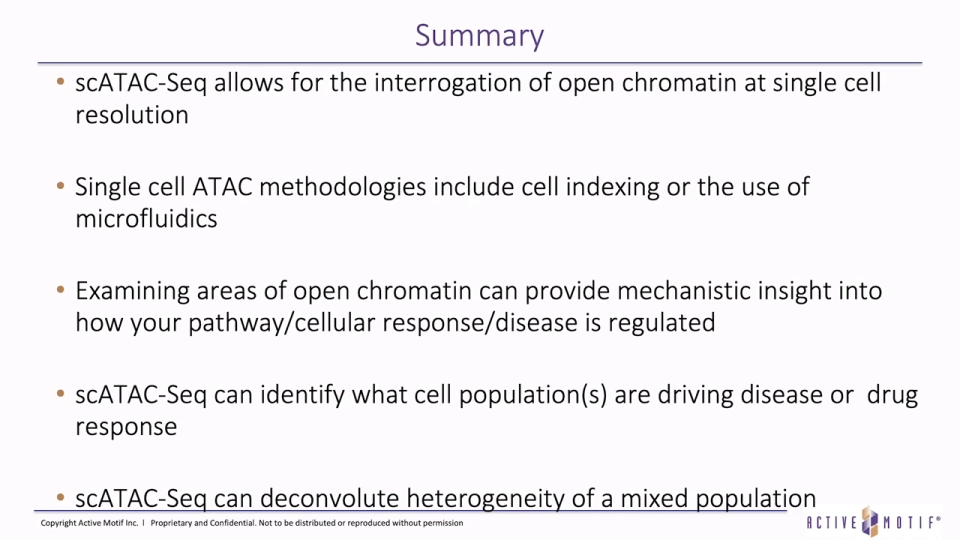 Summary
• scATAC-Seq allows for the interrogation of open chromatin at single cell
resolution
• Single cell ATAC methodologies include cell indexing or the use of
microfluidics
• Examining areas of open chromatin can provide mechanistic insight into
how your pathway/cellular response/disease is regulated
• scATAC-Seq can identify what cell population(s) are driving disease or  drug
response
• scATAC-Seq can deconvolute heterogeneity of a mixed population
Copyright Active Motif Inc. | Proprietary and Confidential. Not to be distributed or reproduced without permission
ACTIVE MOTIF®